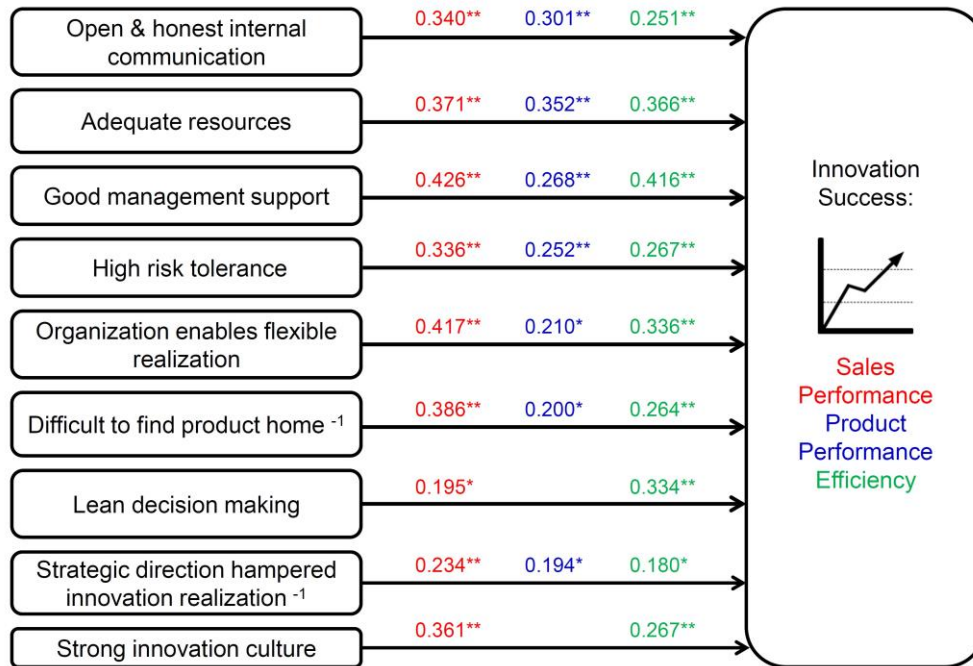 Open & honest internal
communication
0.340** 0.301** 0.251**
Adequate resources
0.371** 0.352** 0.366**
Good management support
0.426** 0.268** 0.416**
High risk tolerance
0.336** 0.252** 0.267**
Organization enables flexible
realization
0.417** 0.210* 0.336**
Difficult to find product home -1
0.386** 0.200* 0.264**
Lean decision making
0.195* 0.334**
Strategic direction hampered
innovation realization -1
0.234** 0.194* 0.180*
Strong innovation culture
0.361** 0.267**
Innovation
Success:
Sales
Performance
Product
Performance
Efficiency